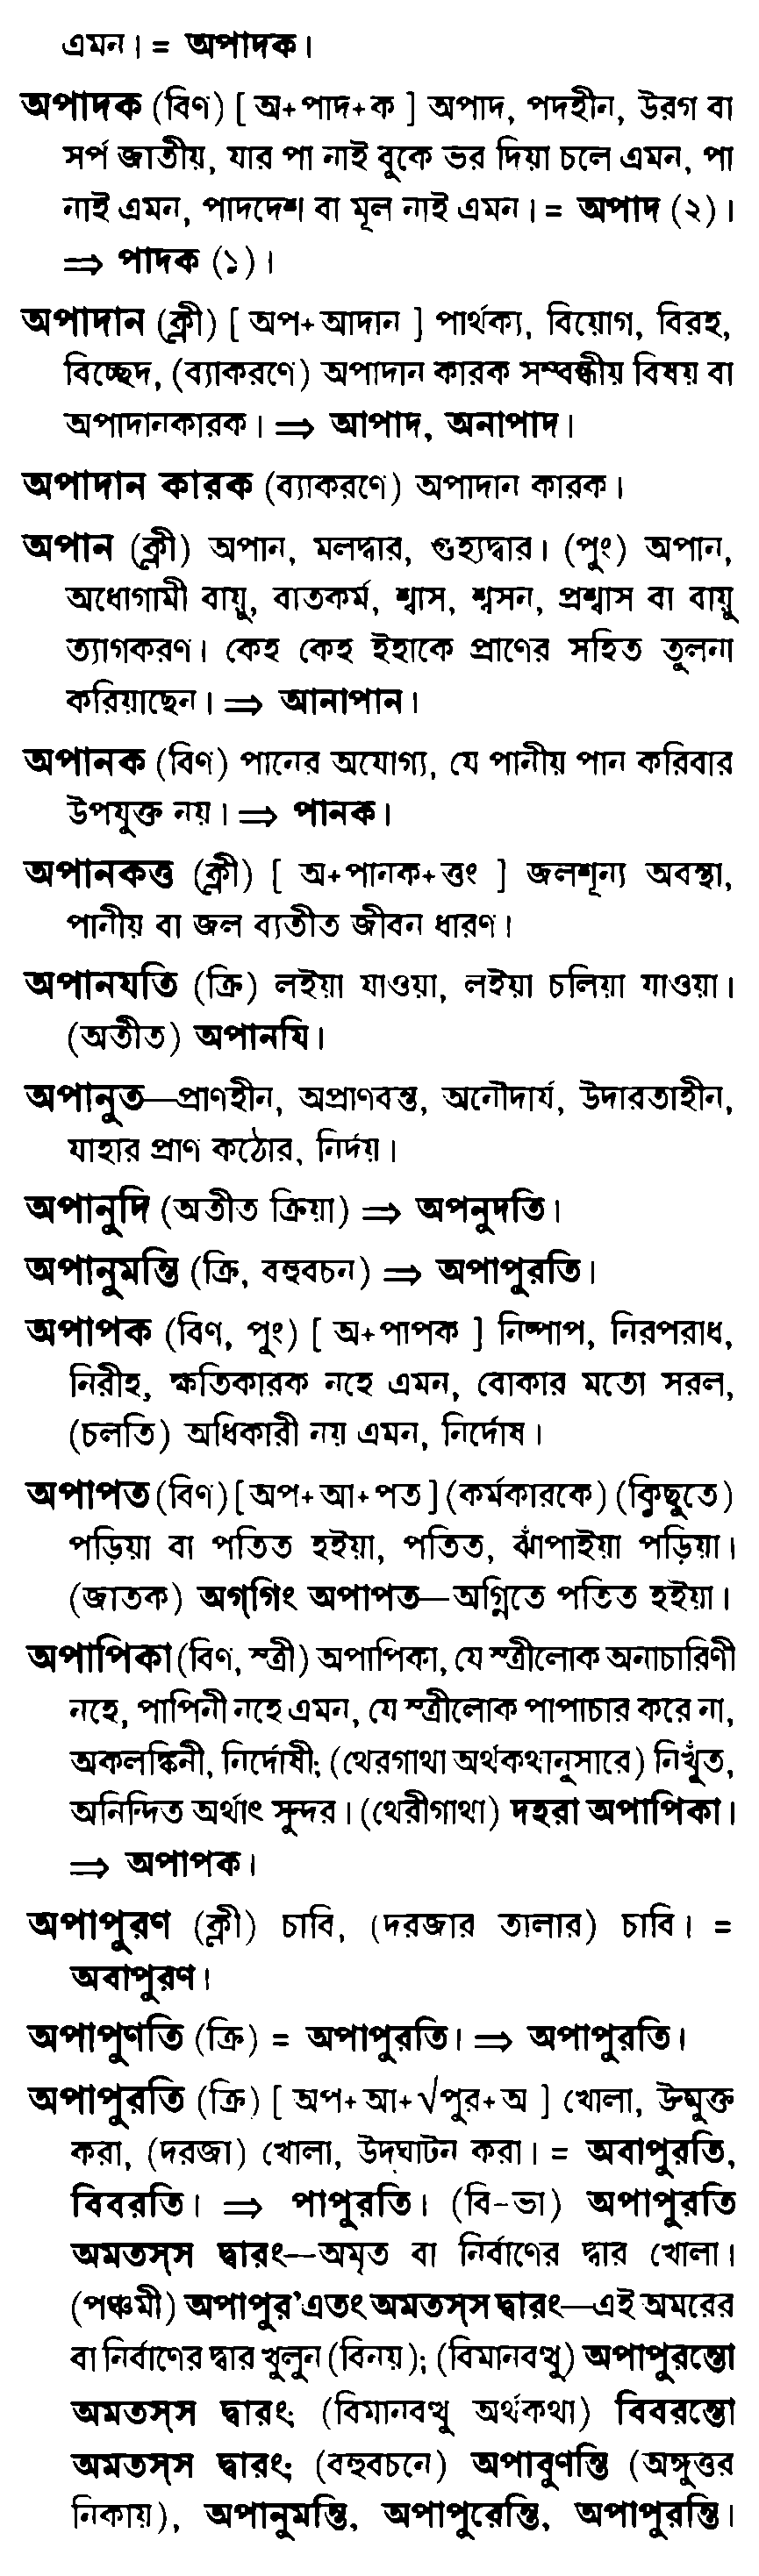 এমন। = অপাদক।
অপাদক (বিণ) [ অ+পাদ+ক ] অপাদ, পদহীন, উরগ বা
সর্প জাতীয়, যার পা নাই বুকে ভর দিয়া চলে এমন, পা
নাই এমন, পাদদেশ বা মূল নাই এমন। = অপাদ (২)।
⇒ পাদক (১)।
অপাদান (ক্লী) [ অপ+আদান ] পার্থক্য, বিয়োগ, বিরহ,
বিচ্ছেদ, (ব্যাকরণে) অপাদান কারক সম্বন্ধীয় বিষয় বা
অপাদানকারক। ⇒ আপাদ, অনাপাদ।
অপাদান কারক (ব্যাকরণে) অপাদান কারক।
অপান (ক্লী) অপান, মলদ্বার, গুহ্যদ্বার। (পুং) অপান,
অধোগামী বায়ু, বাতকর্ম, শ্বাস, শ্বসন, প্রশ্বাস বা বায়ু
ত্যাগকরণ। কেহ কেহ ইহাকে প্রাণের সহিত তুলনা
করিয়াছেন। ⇒ আনাপান।
অপানক (বিণ) পানের অযোগ্য, যে পানীয় পান করিবার
উপযুক্ত নয়। ⇒ পানক।
অপানকত্ত (ক্লী) [ অ+পানক+ত্তং ] জলশূন্য অবস্থা,
পানীয় বা জল ব্যতীত জীবন ধারণ।
অপানযতি (ক্রি) লইয়া যাওয়া, লইয়া চলিয়া যাওয়া।
(অতীত) অপানযি।
অপানুত—প্রাণহীন, অপ্রাণবন্ত, অনৌদার্য, উদারতাহীন,
যাহার প্রাণ কঠোর, নির্দয়।
অপানুদি (অতীত ক্রিয়া) ⇒ অপনুদতি।
অপানুমন্তি (ক্রি, বহুবচন) ⇒ অপাপুরতি।
অপাপক (বিণ, পুং) [ অ+পাপক ] নিষ্পাপ, নিরপরাধ,
নিরীহ, ক্ষতিকারক নহে এমন, বোকার মতো সরল,
(চলতি) অধিকারী নয় এমন, নির্দোষ।
অপাপত (বিণ) [ অপ+আ+পত ] (কর্মকারকে) (কিছুতে)
পড়িয়া বা পতিত হইয়া, পতিত, ঝাঁপাইয়া পড়িয়া।
(জাতক) অগ্‌গিং অপাপত—অগ্নিতে পতিত হইয়া।
অপাপিকা (বিণ, স্ত্রী) অপাপিকা, যে স্ত্রীলোক অনাচারিণী
নহে, পাপিনী নহে এমন, যে স্ত্রীলোক পাপাচার করে না,
অকলঙ্কিনী, নির্দোষী; (থেরগাথা অর্থকথানুসারে) নিখুঁত,
অনিন্দিত অর্থাৎ সুন্দর। (থেরীগাথা) দহরা অপাপিকা।
⇒ অপাপক।
অপাপুরণ (ক্লী) চাবি, (দরজার তালার) চাবি। =
অবাপুরণ।
অপাপুণতি (ক্রি) = অপাপুরতি। ⇒ অপাপুরতি।
অপাপুরতি (ক্রি) [ অপ+আ+√পুর+অ ] খোলা, উন্মুক্ত
করা, (দরজা) খোলা, উদ্‌ঘাটন করা। = অবাপুরতি,
বিবরতি। ⇒ পাপুরতি। (বি-ভা) অপাপুরতি
অমতস্‌স দ্বারং—অমৃত বা নির্বাণের দ্বার খোলা।
(পঞ্চমী) অপাপুর'এতং অমতস্‌স দ্বারং—এই অমরের
বা নির্বাণের দ্বার খুলুন (বিনয়); (বিমানবত্থু) অপাপুরন্তো
অমতস্‌স দ্বারং; (বিমানবত্থু অর্থকথা) বিবরন্তো
অমতস্‌স দ্বারং; (বহুবচনে) অপাবুণন্তি (অঙ্গুত্তর
নিকায়), অপানুমন্তি, অপাপুরেন্তি, অপাপুরন্তি।